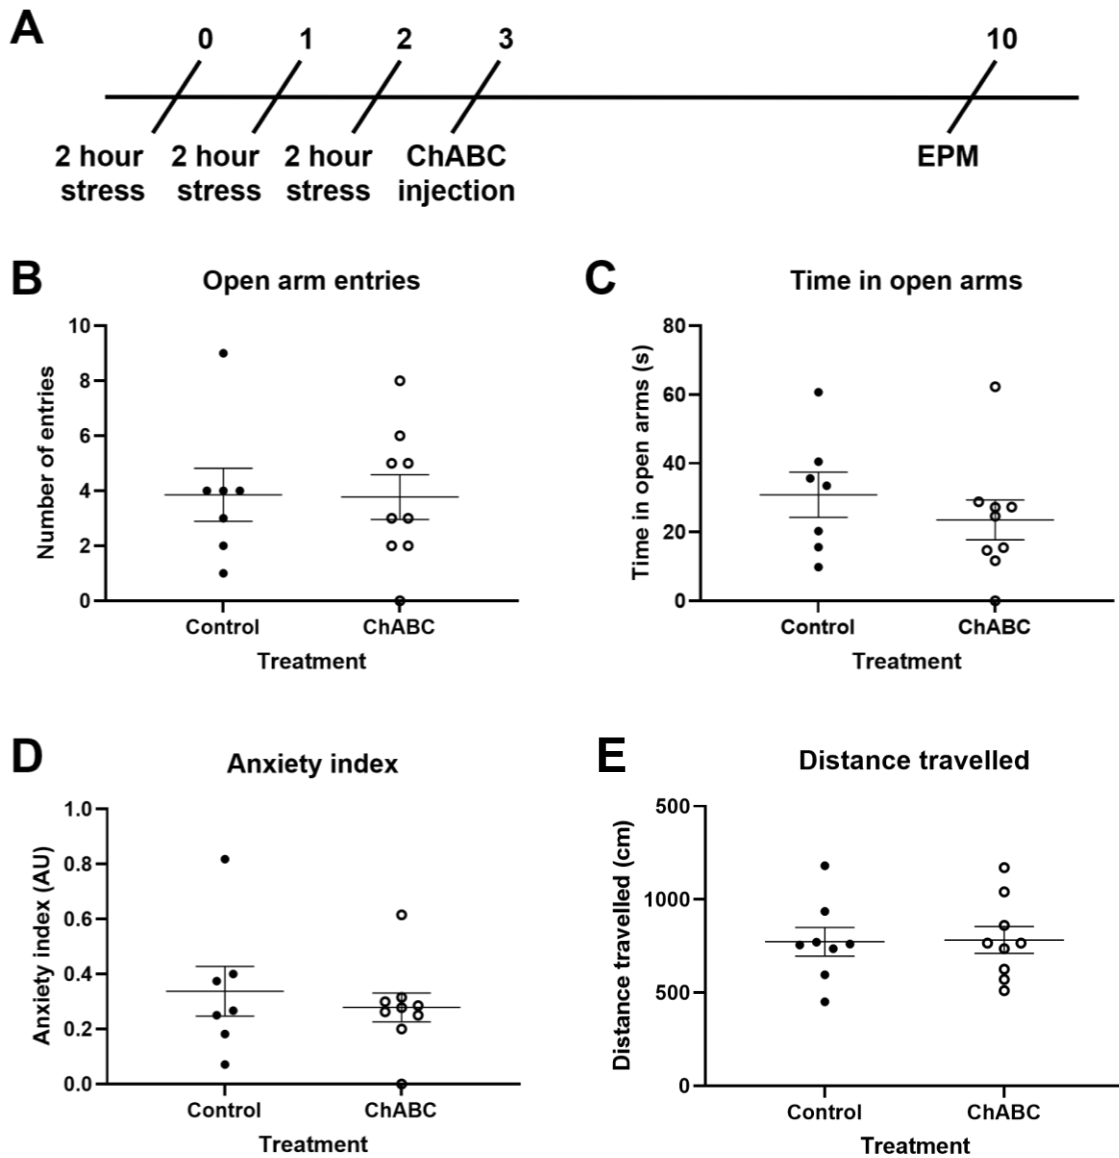 A
0 1 2 3 10
2 hour 2 hour 2 hour ChABC EPM
stress stress stress injection
B
Open arm entries
Number of entries
10
8
6
4
2
0
Control ChABC
Treatment
C
Time in open arms
Time in open arms (s)
80
60
40
20
0
Control ChABC
Treatment
D
Anxiety index
Anxiety index (AU)
1.0
0.8
0.6
0.4
0.2
0.0
Control ChABC
Treatment
E
Distance travelled
Distance travelled (cm)
500
1000
500
0
Control ChABC
Treatment